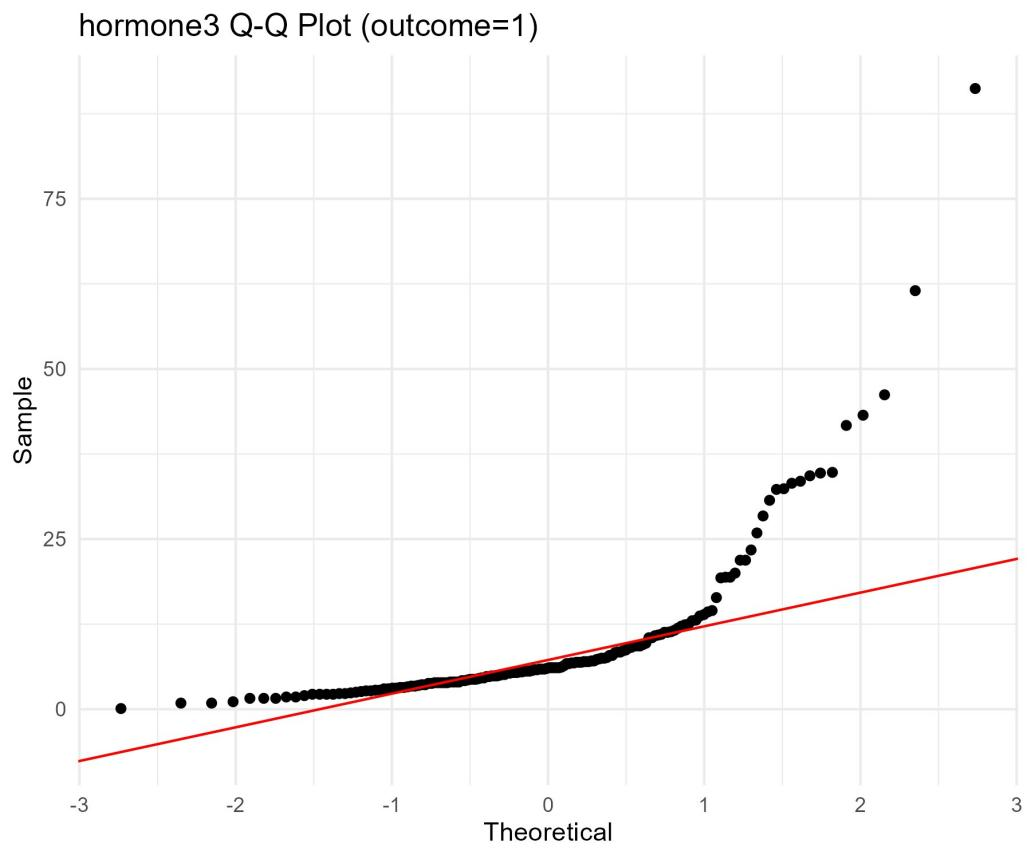 hormone3 Q-Q Plot (outcome=1)
Sample
75
50
25
0
-3 -2 -1 0 1 2 3
Theoretical